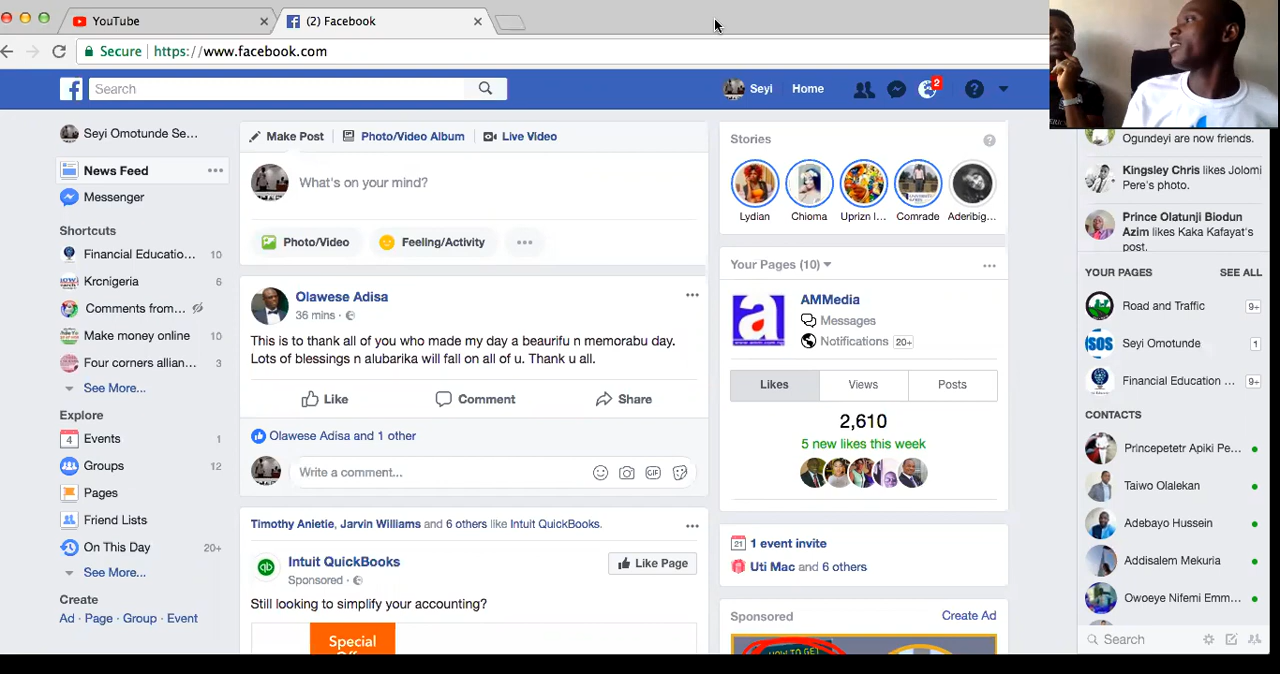 YouTube
(2) Facebook
Secure https://www.facebook.com
Search
Seyi
Home
2
Seyi Omotunde Se...
News Feed
Messenger
Shortcuts
Financial Educatio... 10
Krcnigeria 6
Comments from...
Make money online 10
Four corners allian... 3
See More...
Explore
4 Events 1
Groups 12
Pages
Friend Lists
On This Day 20+
See More...
Create
Ad · Page · Group · Event
Make Post
Photo/Video Album
Live Video
What's on your mind?
Photo/Video
Feeling/Activity
Olawese Adisa
36 mins ·
This is to thank all of you who made my day a beaurifu n memorabu day.
Lots of blessings n alubarika will fall on all of u. Thank u all.
Like
Comment
Share
Olawese Adisa and 1 other
Write a comment...
GIF
Timothy Anietie, Jarvin Williams and 6 others like Intuit QuickBooks.
qb
Intuit QuickBooks
Sponsored ·
Like Page
Still looking to simplify your accounting?
Special
Stories
Lydian
Chioma
Uprizn I...
Comrade
Aderibig...
Your Pages (10)
a
AMMedia
Messages
Notifications 20+
Likes
Views
Posts
2,610
5 new likes this week
21 1 event invite
Uti Mac and 6 others
Sponsored
Create Ad
HOW TO GET
Ogundeyi are now friends.
Kingsley Chris likes Jolomi
Pere's photo.
Prince Olatunji Biodun
Azim likes Kaka Kafayat's
post.
YOUR PAGES
SEE ALL
Road and Traffic 9+
SOS
Seyi Omotunde 1
Financial Education ... 9+
CONTACTS
Princepetetr Apiki Pe...
Taiwo Olalekan
Adebayo Hussein
Addisalem Mekuria
Owoeye Nifemi Emm...
Search